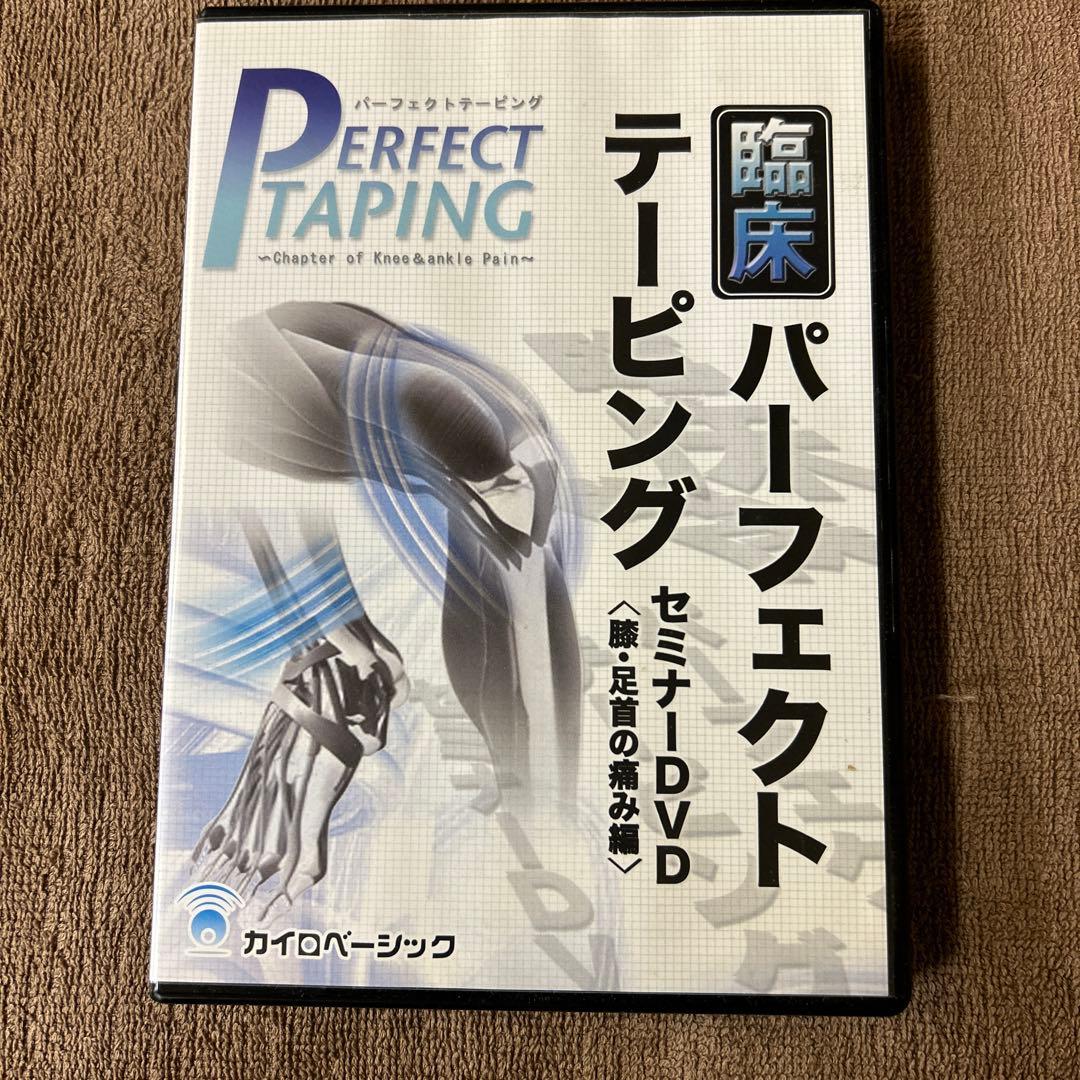 パーフェクトテーピング
PERFECT
TAPING
～Chapter of Knee＆ankle Pain～
臨床
パーフェクト
テーピング
セミナーDVD
〈膝・足首の痛み編〉
カイロベーシック